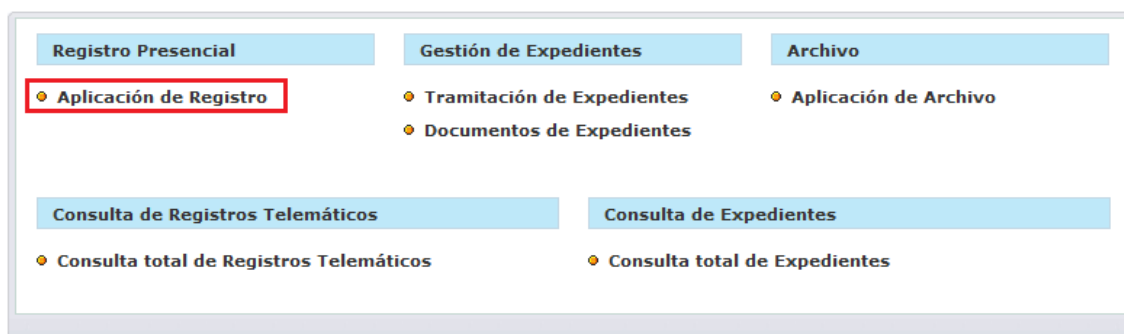 Registro Presencial
Gestión de Expedientes
Archivo
Aplicación de Registro
Tramitación de Expedientes
Aplicación de Archivo
Documentos de Expedientes
Consulta de Registros Telemáticos
Consulta de Expedientes
Consulta total de Registros Telemáticos
Consulta total de Expedientes